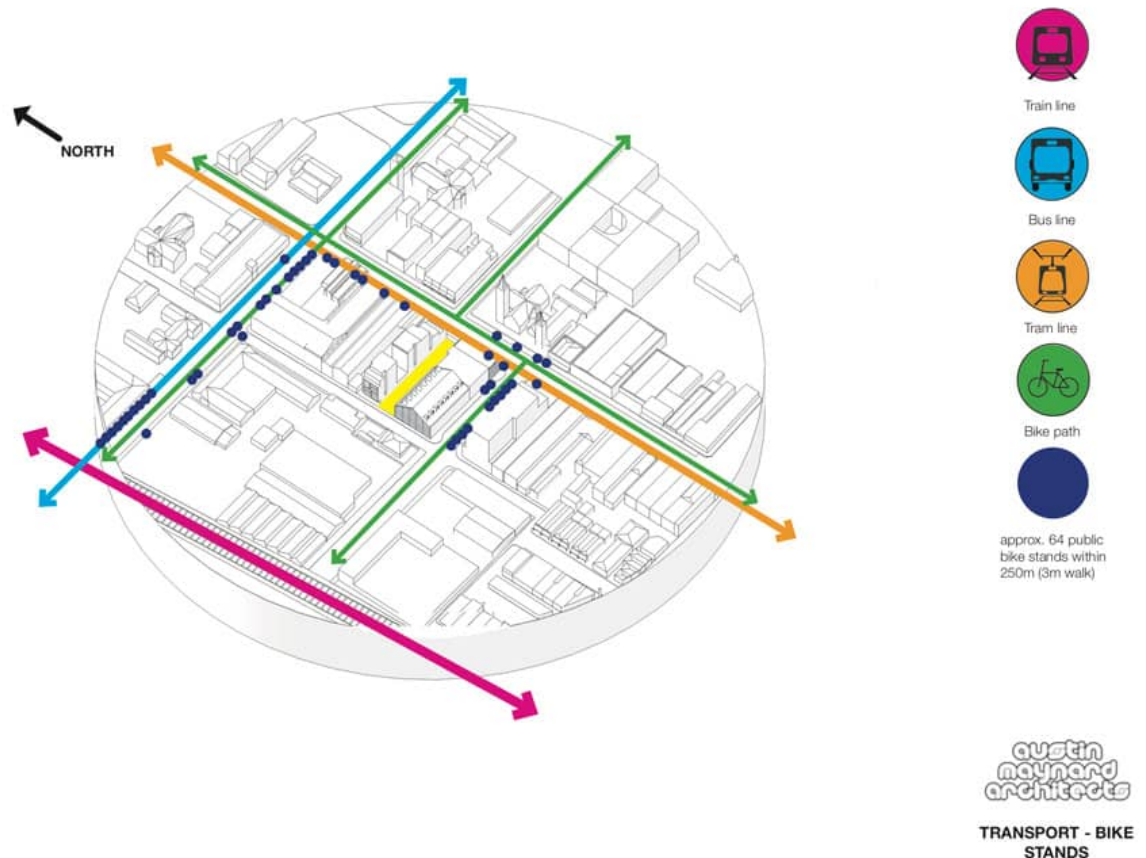 NORTH
Train line
Bus line
Tram line
Bike path
approx. 64 public
bike stands within
250m (3m walk)
austin
maynard
architects
TRANSPORT - BIKE
STANDS